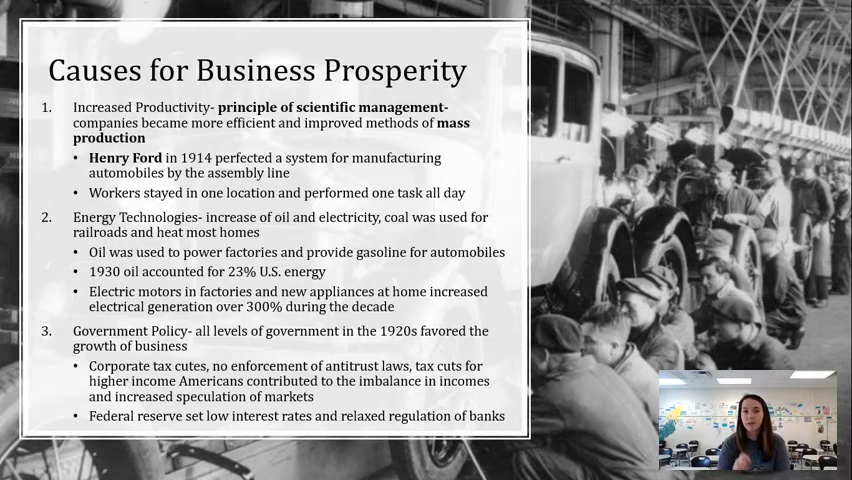 Causes for Business Prosperity
1. Increased Productivity- principle of scientific management-
companies became more efficient and improved methods of mass
production
• Henry Ford in 1914 perfected a system for manufacturing
automobiles by the assembly line
• Workers stayed in one location and performed one task all day
2. Energy Technologies- increase of oil and electricity, coal was used for
railroads and heat most homes
• Oil was used to power factories and provide gasoline for automobiles
• 1930 oil accounted for 23% U.S. energy
• Electric motors in factories and new appliances at home increased
electrical generation over 300% during the decade
3. Government Policy- all levels of government in the 1920s favored the
growth of business
• Corporate tax cutes, no enforcement of antitrust laws, tax cuts for
higher income Americans contributed to the imbalance in incomes
and increased speculation of markets
• Federal reserve set low interest rates and relaxed regulation of banks